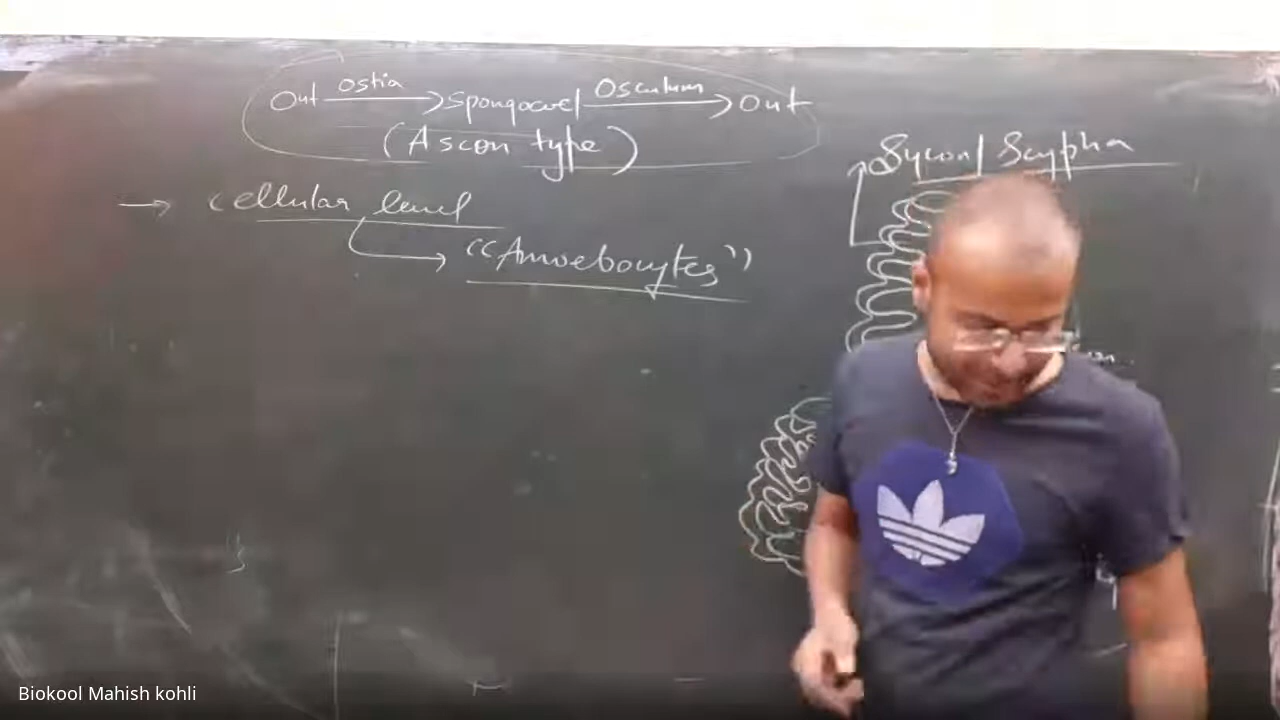 Out ostia → Spongocoel Osculum → Out
(Ascon type)
→ cellular level
→ "Amoebocytes"
Sycon/ Scypha
Biokool Mahish kohli